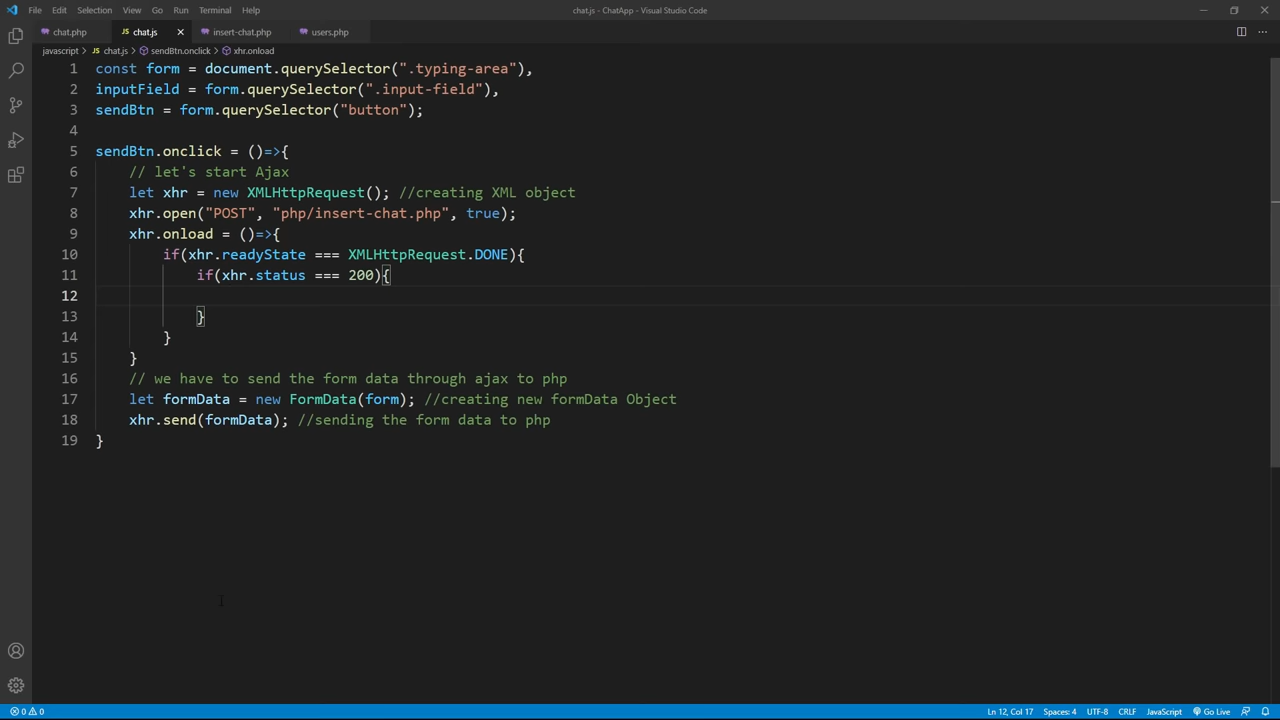 File Edit Selection View Go Run Terminal Help chat.js - ChatApp - Visual Studio Code
chat.php JS chat.js insert-chat.php users.php
javascript > JS chat.js > sendBtn.onclick > xhr.onload
1 const form = document.querySelector(".typing-area"),
2 inputField = form.querySelector(".input-field"),
3 sendBtn = form.querySelector("button");
4
5 sendBtn.onclick = ()=>{
6 // let's start Ajax
7 let xhr = new XMLHttpRequest(); //creating XML object
8 xhr.open("POST", "php/insert-chat.php", true);
9 xhr.onload = ()=>{
10 if(xhr.readyState === XMLHttpRequest.DONE){
11 if(xhr.status === 200){
12
13 }
14 }
15 }
16 // we have to send the form data through ajax to php
17 let formData = new FormData(form); //creating new formData Object
18 xhr.send(formData); //sending the form data to php
19 }
0 0 Ln 12, Col 17 Spaces: 4 UTF-8 CRLF JavaScript Go Live